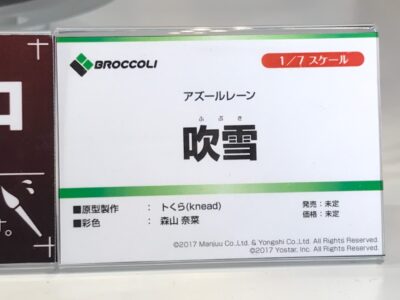 BROCCOLI
1/7 スケール
アズールレーン
ふぶき
吹雪
■原型製作 : トくら(knead)
■彩色 : 森山 奈菜
発売：未定
価格：未定
©2017 Manjuu Co.,Ltd. & Yongshi Co.,Ltd. All Rights Reserved.
©2017 Yostar, Inc. All Rights Reserved.